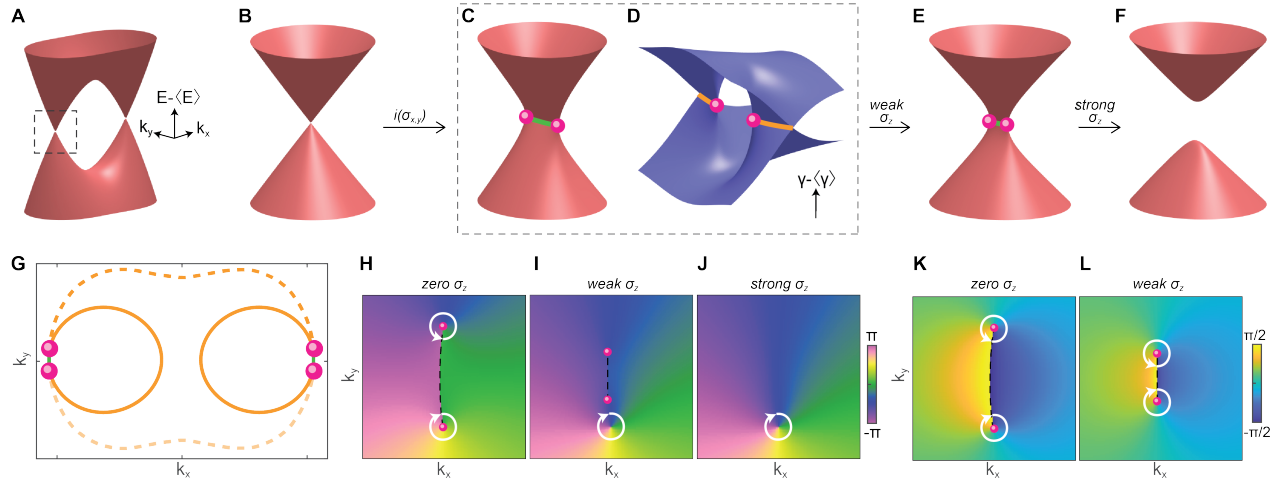 A
B
C
D
E
F
E-⟨E⟩
k_y
k_x
i(σ_x,y)
γ-⟨γ⟩
weak
σ_z
strong
σ_z
G
H
I
J
K
L
zero σ_z
weak σ_z
strong σ_z
zero σ_z
weak σ_z
k_y
k_x
k_y
k_x
k_x
k_x
π
-π
k_y
k_x
k_x
π/2
-π/2